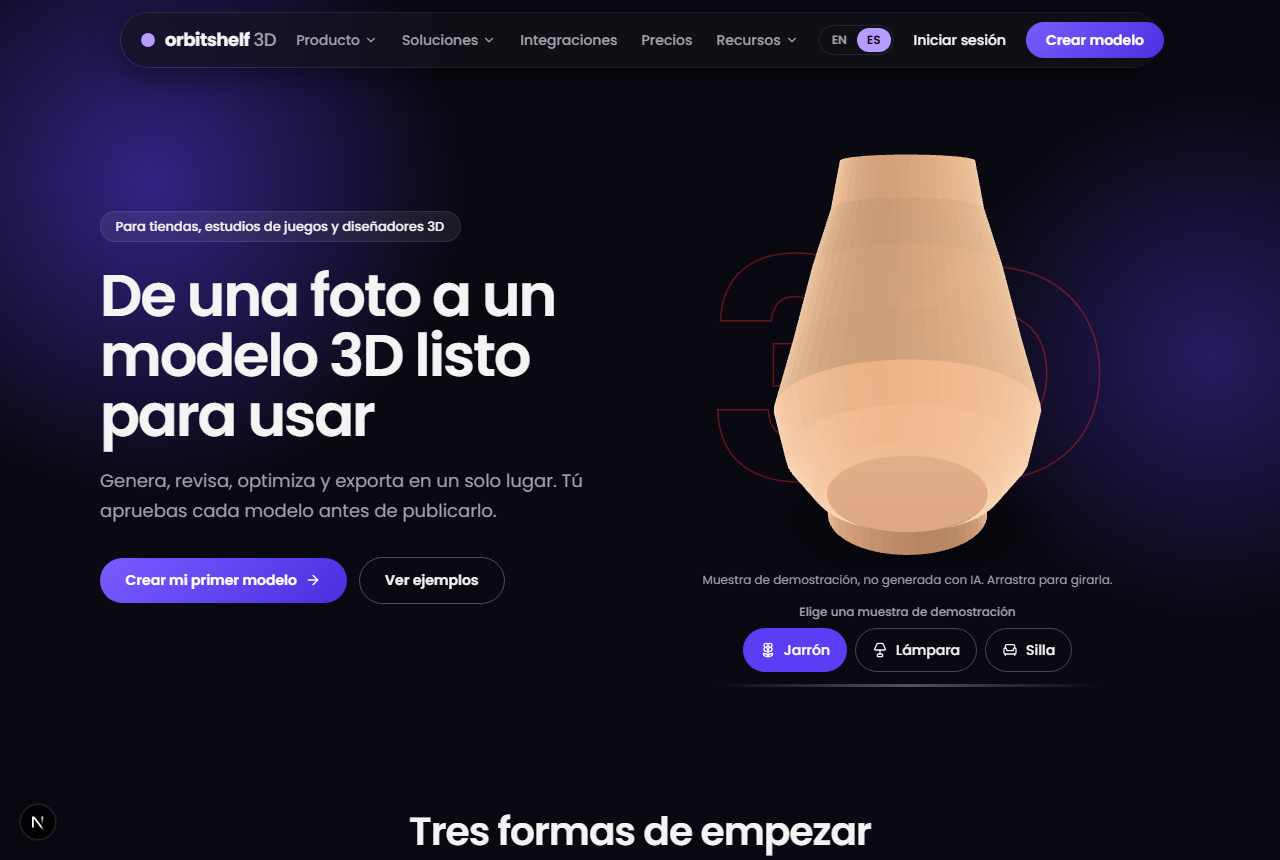 orbitshelf 3D Producto Soluciones Integraciones Precios Recursos EN ES Iniciar sesión Crear modelo
Para tiendas, estudios de juegos y diseñadores 3D
De una foto a un
modelo 3D listo
para usar
Genera, revisa, optimiza y exporta en un solo lugar. Tú
apruebas cada modelo antes de publicarlo.
Crear mi primer modelo → Ver ejemplos
3D
Muestra de demostración, no generada con IA. Arrastra para girarla.
Elige una muestra de demostración
Jarrón Lámpara Silla
N
Tres formas de empezar